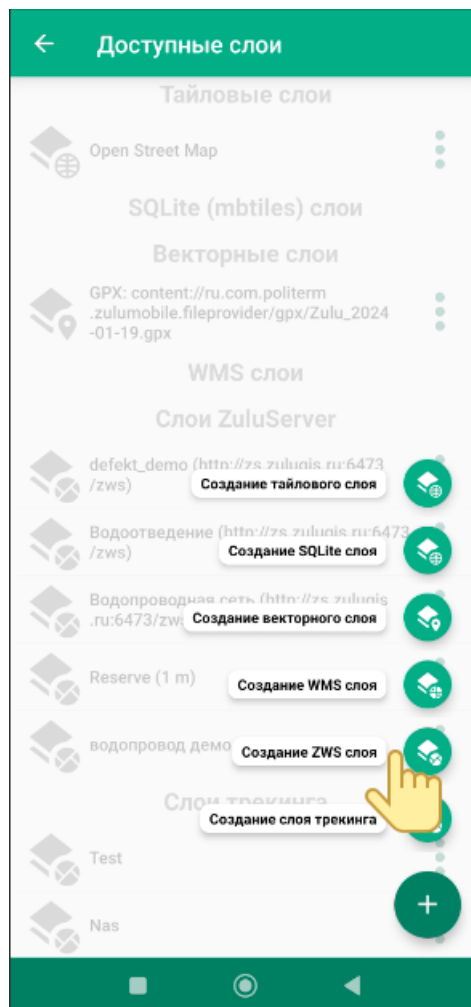 Доступные слои
Тайловые слои
Open Street Map
SQLite (mbtiles) слои
Векторные слои
GPX: content://ru.com.politerm
.zulumobile.fileprovider/gpx/Zulu_2024
-01-19.gpx
WMS слои
Слои ZuluServer
defekt_demo (http://zs.zulugis.ru:6473
/zws)
Создание тайлового слоя
Водоотведение (http://zs.zulugis.ru:6473
/zws)
Создание SQLite слоя
Водопроводная сеть (http://zs.zulugis
.ru:6473/zws
Создание векторного слоя
Reserve (1 m)
Создание WMS слоя
водопровод демо
Создание ZWS слоя
Слои трекинга
Создание слоя трекинга
Test
Nas